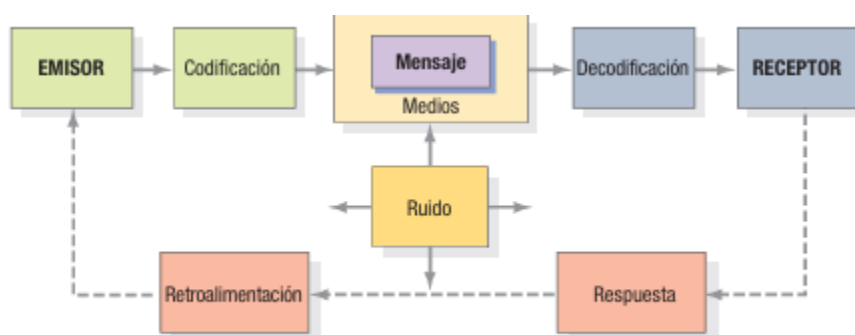 EMISOR
Codificación
Mensaje
Medios
Decodificación
RECEPTOR
Ruido
Retroalimentación
Respuesta